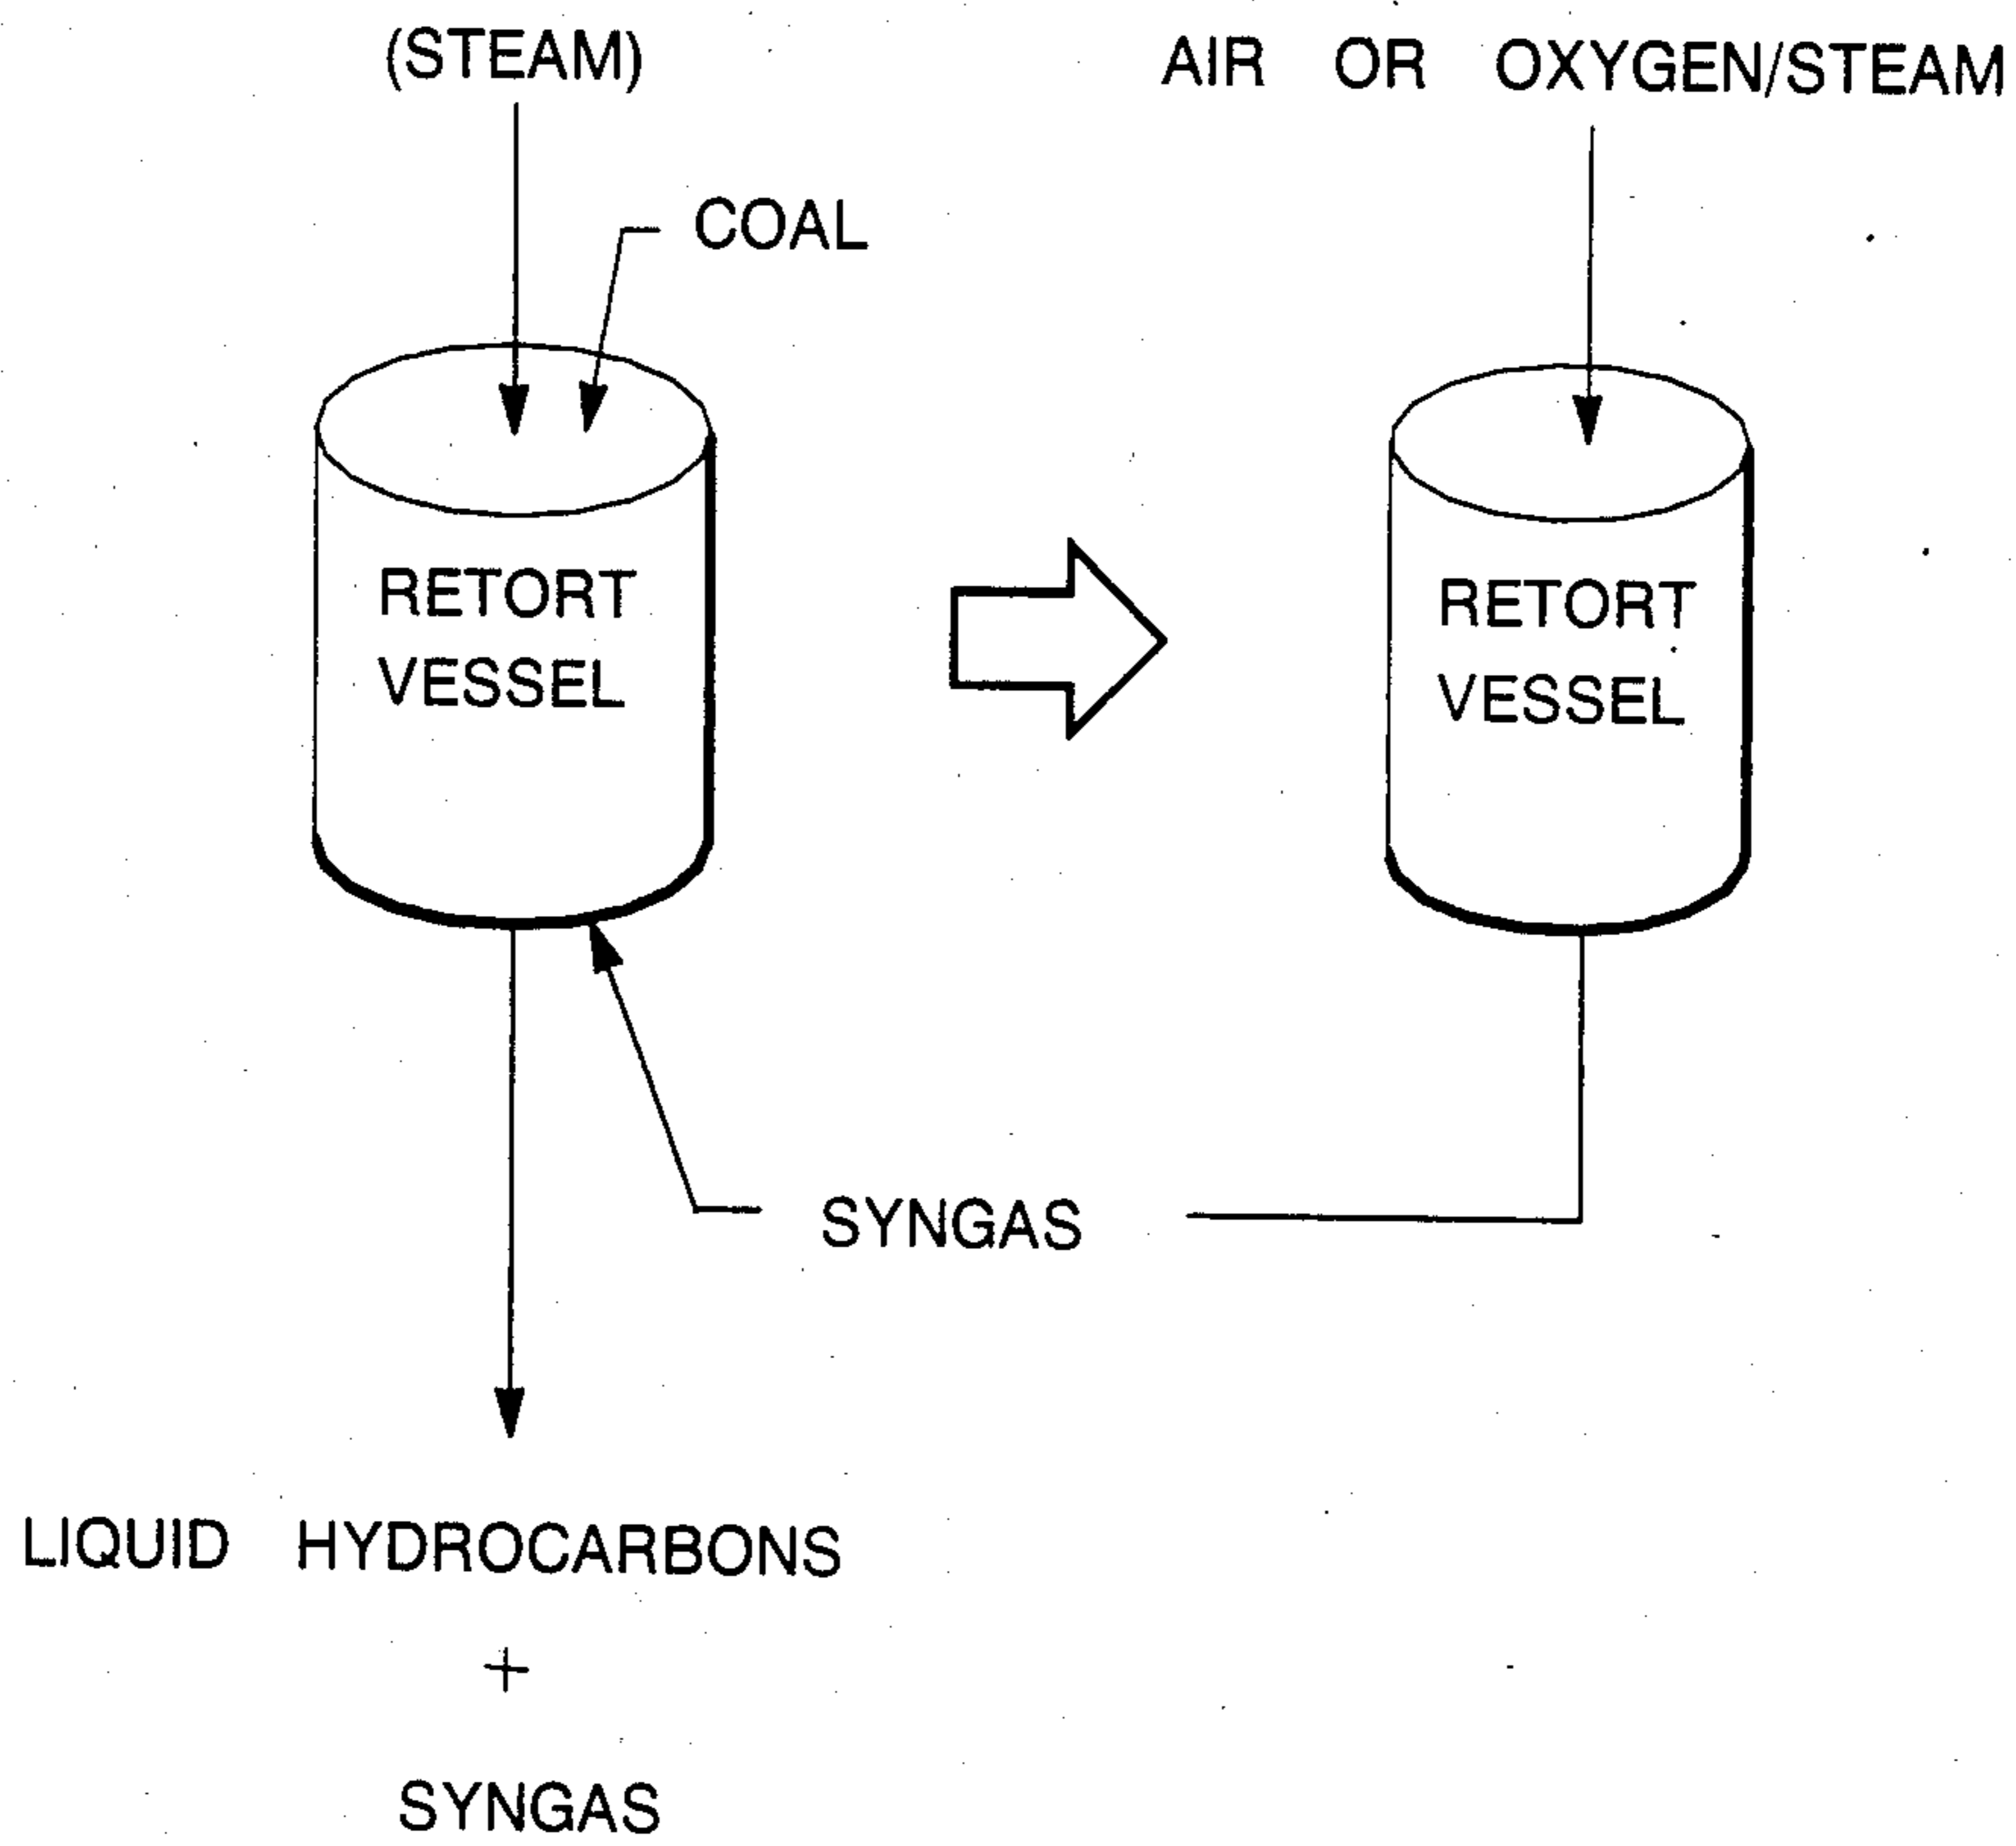 (STEAM)
AIR OR OXYGEN/STEAM
COAL
RETORT
VESSEL
RETORT
VESSEL
SYNGAS
LIQUID HYDROCARBONS
+
SYNGAS